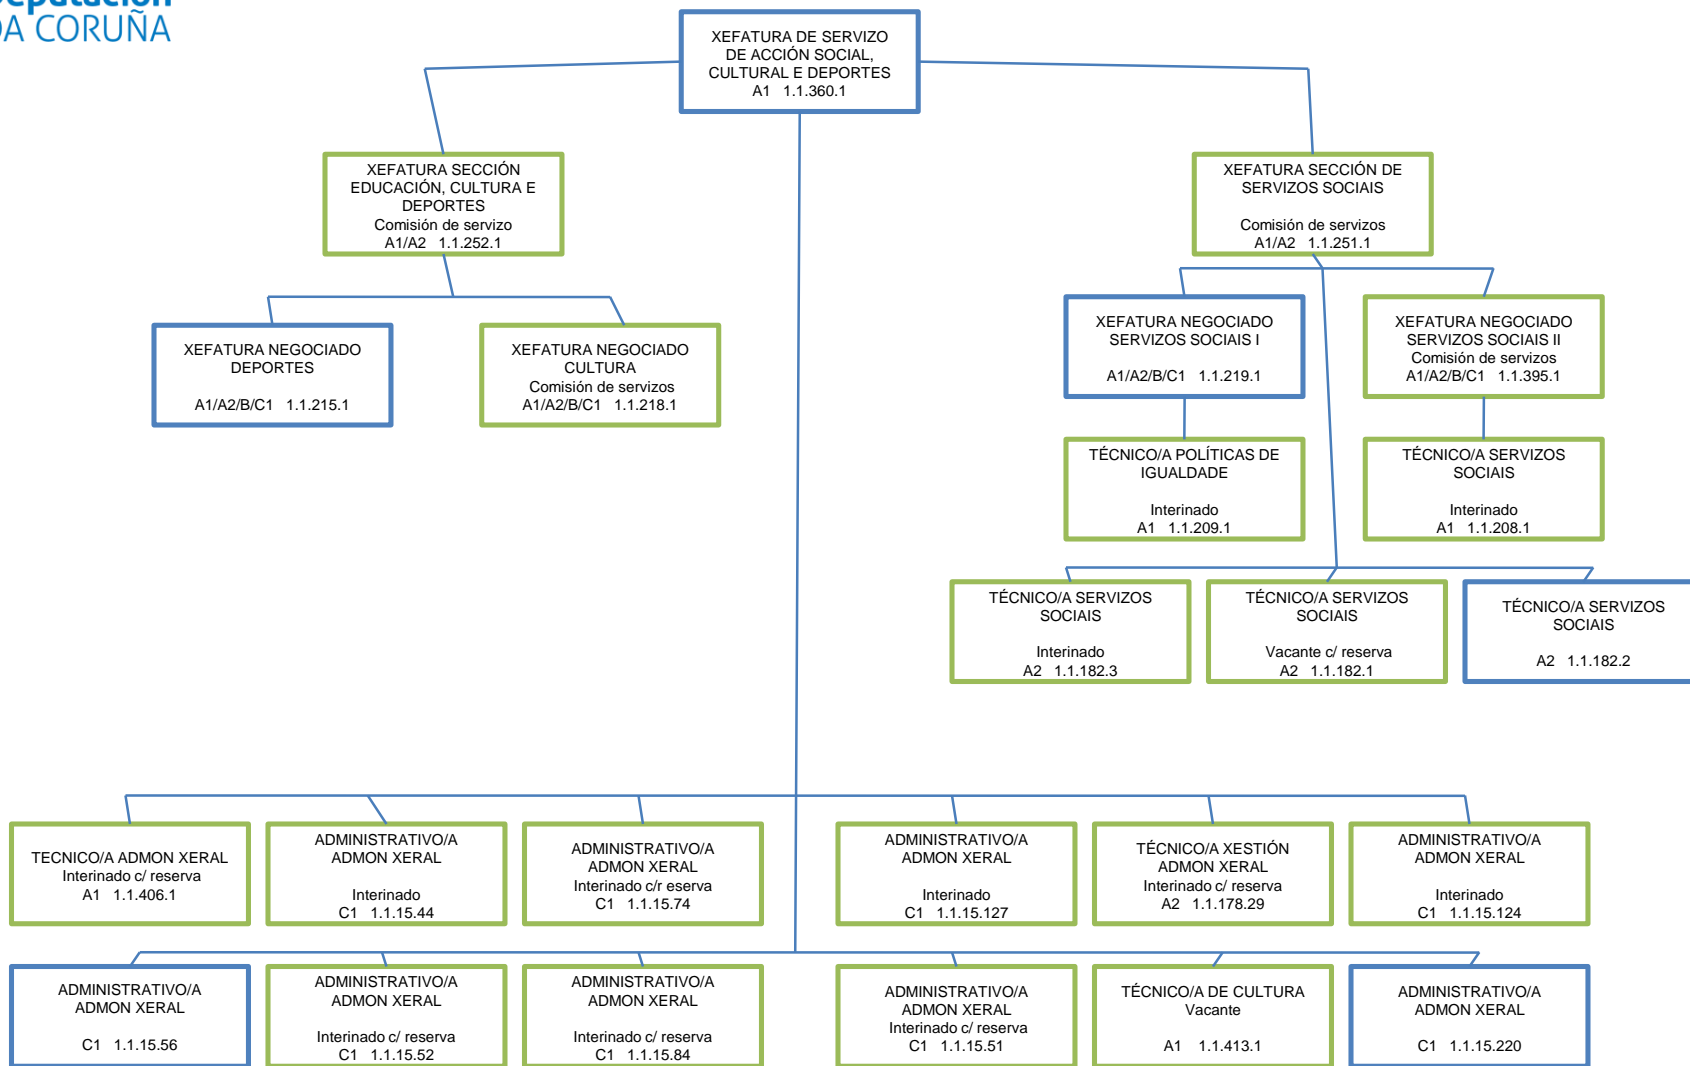 Deputación
DA CORUÑA
XEFATURA DE SERVIZO
DE ACCIÓN SOCIAL,
CULTURAL E DEPORTES
A1 1.1.360.1
XEFATURA SECCIÓN
EDUCACIÓN, CULTURA E
DEPORTES
Comisión de servizo
A1/A2 1.1.252.1
XEFATURA SECCIÓN DE
SERVIZOS SOCIAIS
Comisión de servizos
A1/A2 1.1.251.1
XEFATURA NEGOCIADO
DEPORTES
A1/A2/B/C1 1.1.215.1
XEFATURA NEGOCIADO
CULTURA
Comisión de servizos
A1/A2/B/C1 1.1.218.1
XEFATURA NEGOCIADO
SERVIZOS SOCIAIS I
A1/A2/B/C1 1.1.219.1
XEFATURA NEGOCIADO
SERVIZOS SOCIAIS II
Comisión de servizos
A1/A2/B/C1 1.1.395.1
TÉCNICO/A POLÍTICAS DE
IGUALDADE
Interinado
A1 1.1.209.1
TÉCNICO/A SERVIZOS
SOCIAIS
Interinado
A1 1.1.208.1
TÉCNICO/A SERVIZOS
SOCIAIS
Interinado
A2 1.1.182.3
TÉCNICO/A SERVIZOS
SOCIAIS
Vacante c/ reserva
A2 1.1.182.1
TÉCNICO/A SERVIZOS
SOCIAIS
A2 1.1.182.2
TECNICO/A ADMON XERAL
Interinado c/ reserva
A1 1.1.406.1
ADMINISTRATIVO/A
ADMON XERAL
Interinado
C1 1.1.15.44
ADMINISTRATIVO/A
ADMON XERAL
Interinado c/r eserva
C1 1.1.15.74
ADMINISTRATIVO/A
ADMON XERAL
Interinado
C1 1.1.15.127
TÉCNICO/A XESTIÓN
ADMON XERAL
Interinado c/ reserva
A2 1.1.178.29
ADMINISTRATIVO/A
ADMON XERAL
Interinado
C1 1.1.15.124
ADMINISTRATIVO/A
ADMON XERAL
C1 1.1.15.56
ADMINISTRATIVO/A
ADMON XERAL
Interinado c/ reserva
C1 1.1.15.52
ADMINISTRATIVO/A
ADMON XERAL
Interinado c/ reserva
C1 1.1.15.84
ADMINISTRATIVO/A
ADMON XERAL
Interinado c/ reserva
C1 1.1.15.51
TÉCNICO/A DE CULTURA
Vacante
A1 1.1.413.1
ADMINISTRATIVO/A
ADMON XERAL
C1 1.1.15.220